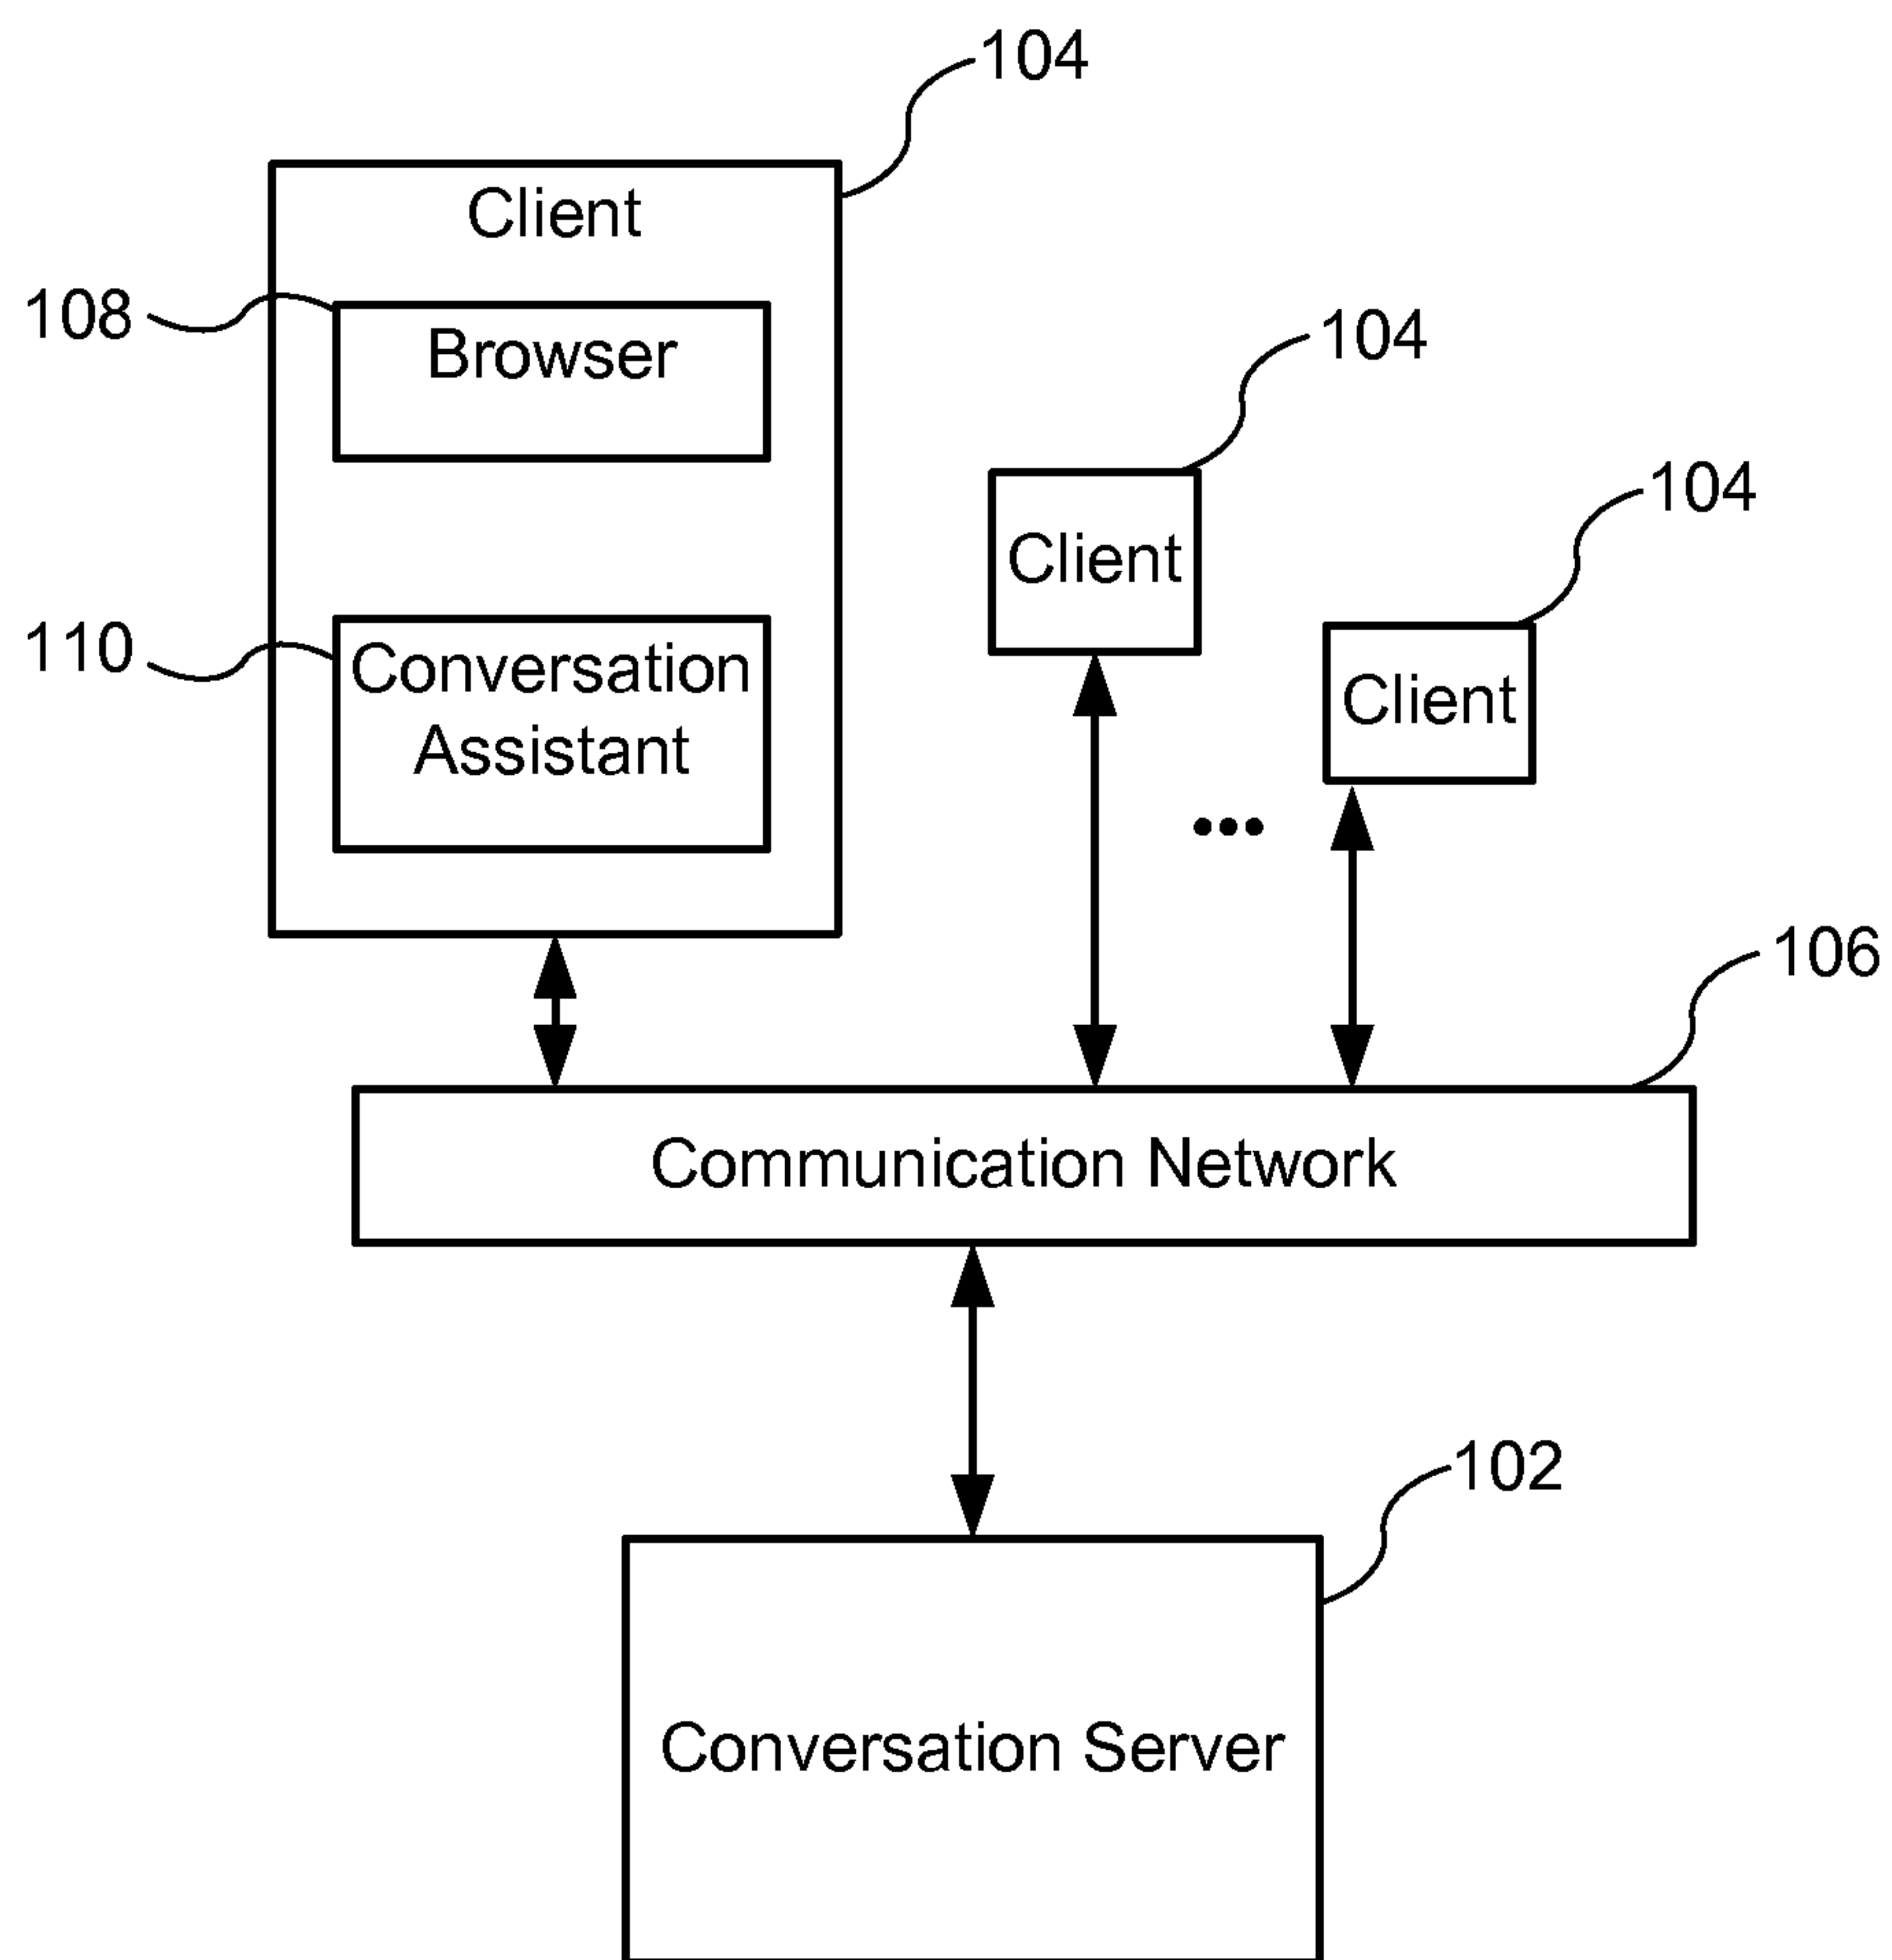 104
Client
108
Browser
104
Client
104
Client
110
Conversation
Assistant
•••
106
Communication Network
102
Conversation Server